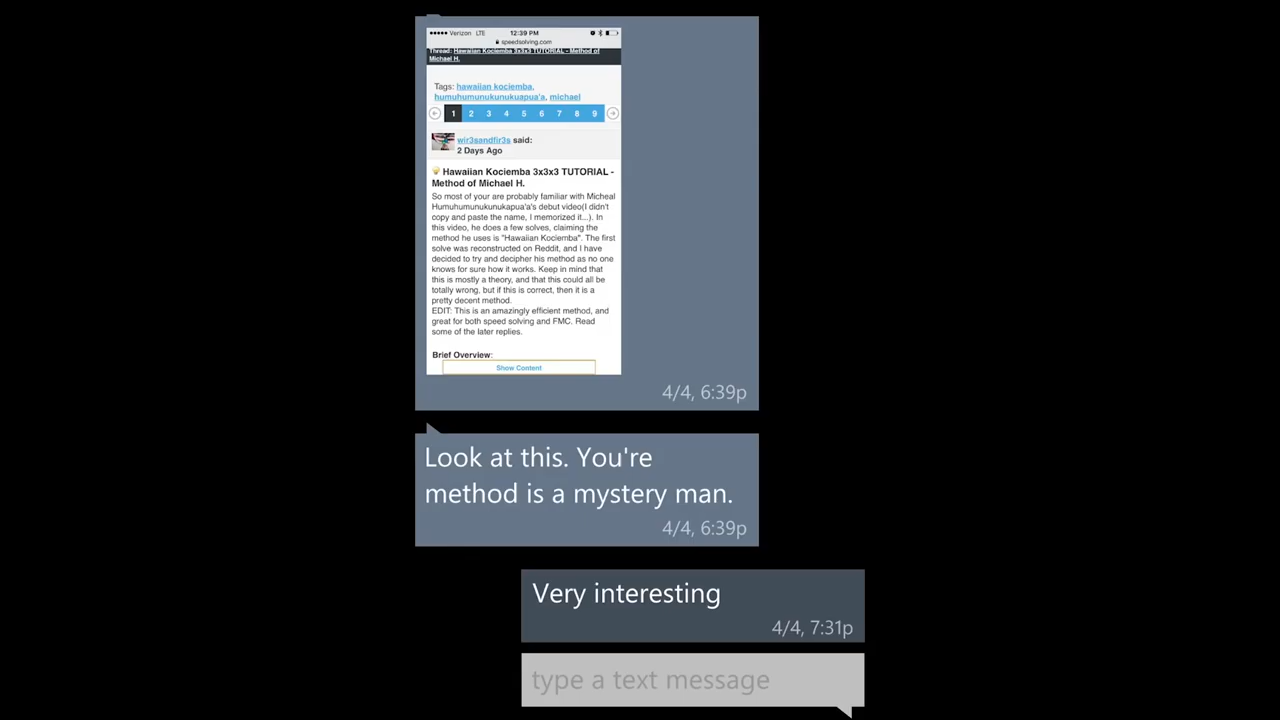 Verizon LTE 12:39 PM
speedsolving.com
Thread: Hawaiian Kociemba 3x3x3 TUTORIAL - Method of
Michael H.
Tags: hawaiian kociemba,
humuhumunukunukuapua'a, michael
1 2 3 4 5 6 7 8 9
wir3sandfir3s said:
2 Days Ago
Hawaiian Kociemba 3x3x3 TUTORIAL -
Method of Michael H.
So most of your are probably familiar with Micheal
Humuhumunukunukapua'a's debut video(I didn't
copy and paste the name, I memorized it...). In
this video, he does a few solves, claiming the
method he uses is "Hawaiian Kociemba". The first
solve was reconstructed on Reddit, and I have
decided to try and decipher his method as no one
knows for sure how it works. Keep in mind that
this is mostly a theory, and that this could all be
totally wrong, but if this is correct, then it is a
pretty decent method.
EDIT: This is an amazingly efficient method, and
great for both speed solving and FMC. Read
some of the later replies.
Brief Overview:
Show Content
4/4, 6:39p
Look at this. You're
method is a mystery man.
4/4, 6:39p
Very interesting
4/4, 7:31p
type a text message